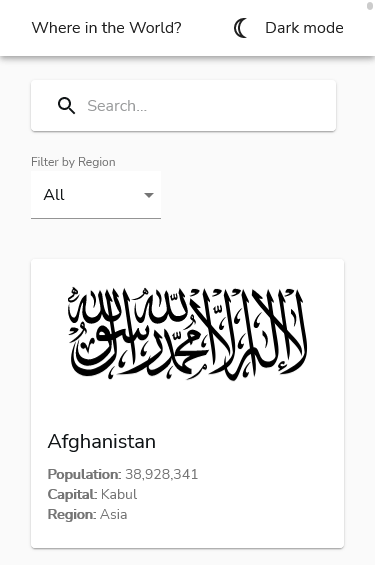 Where in the World?
Dark mode
Search...
Filter by Region
All
لا إله إلا الله محمد رسول الله
Afghanistan
Population: 38,928,341
Capital: Kabul
Region: Asia